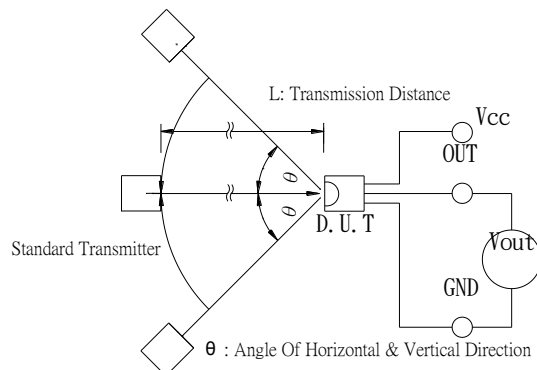 L: Transmission Distance
Vcc
OUT
θ
θ
D.U.T
Standard Transmitter
Vout
GND
θ : Angle Of Horizontal & Vertical Direction